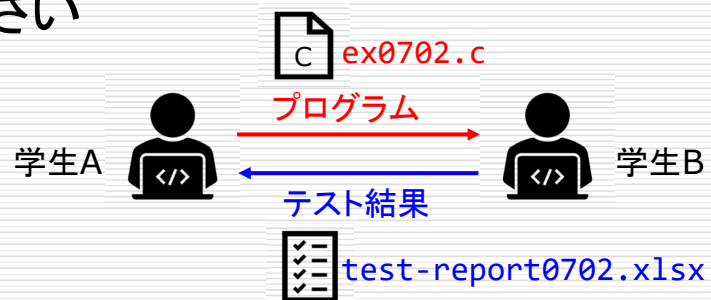 さい
C
ex0702.c
プログラム
学生A
</>
</>
学生B
テスト結果
test-report0702.xlsx